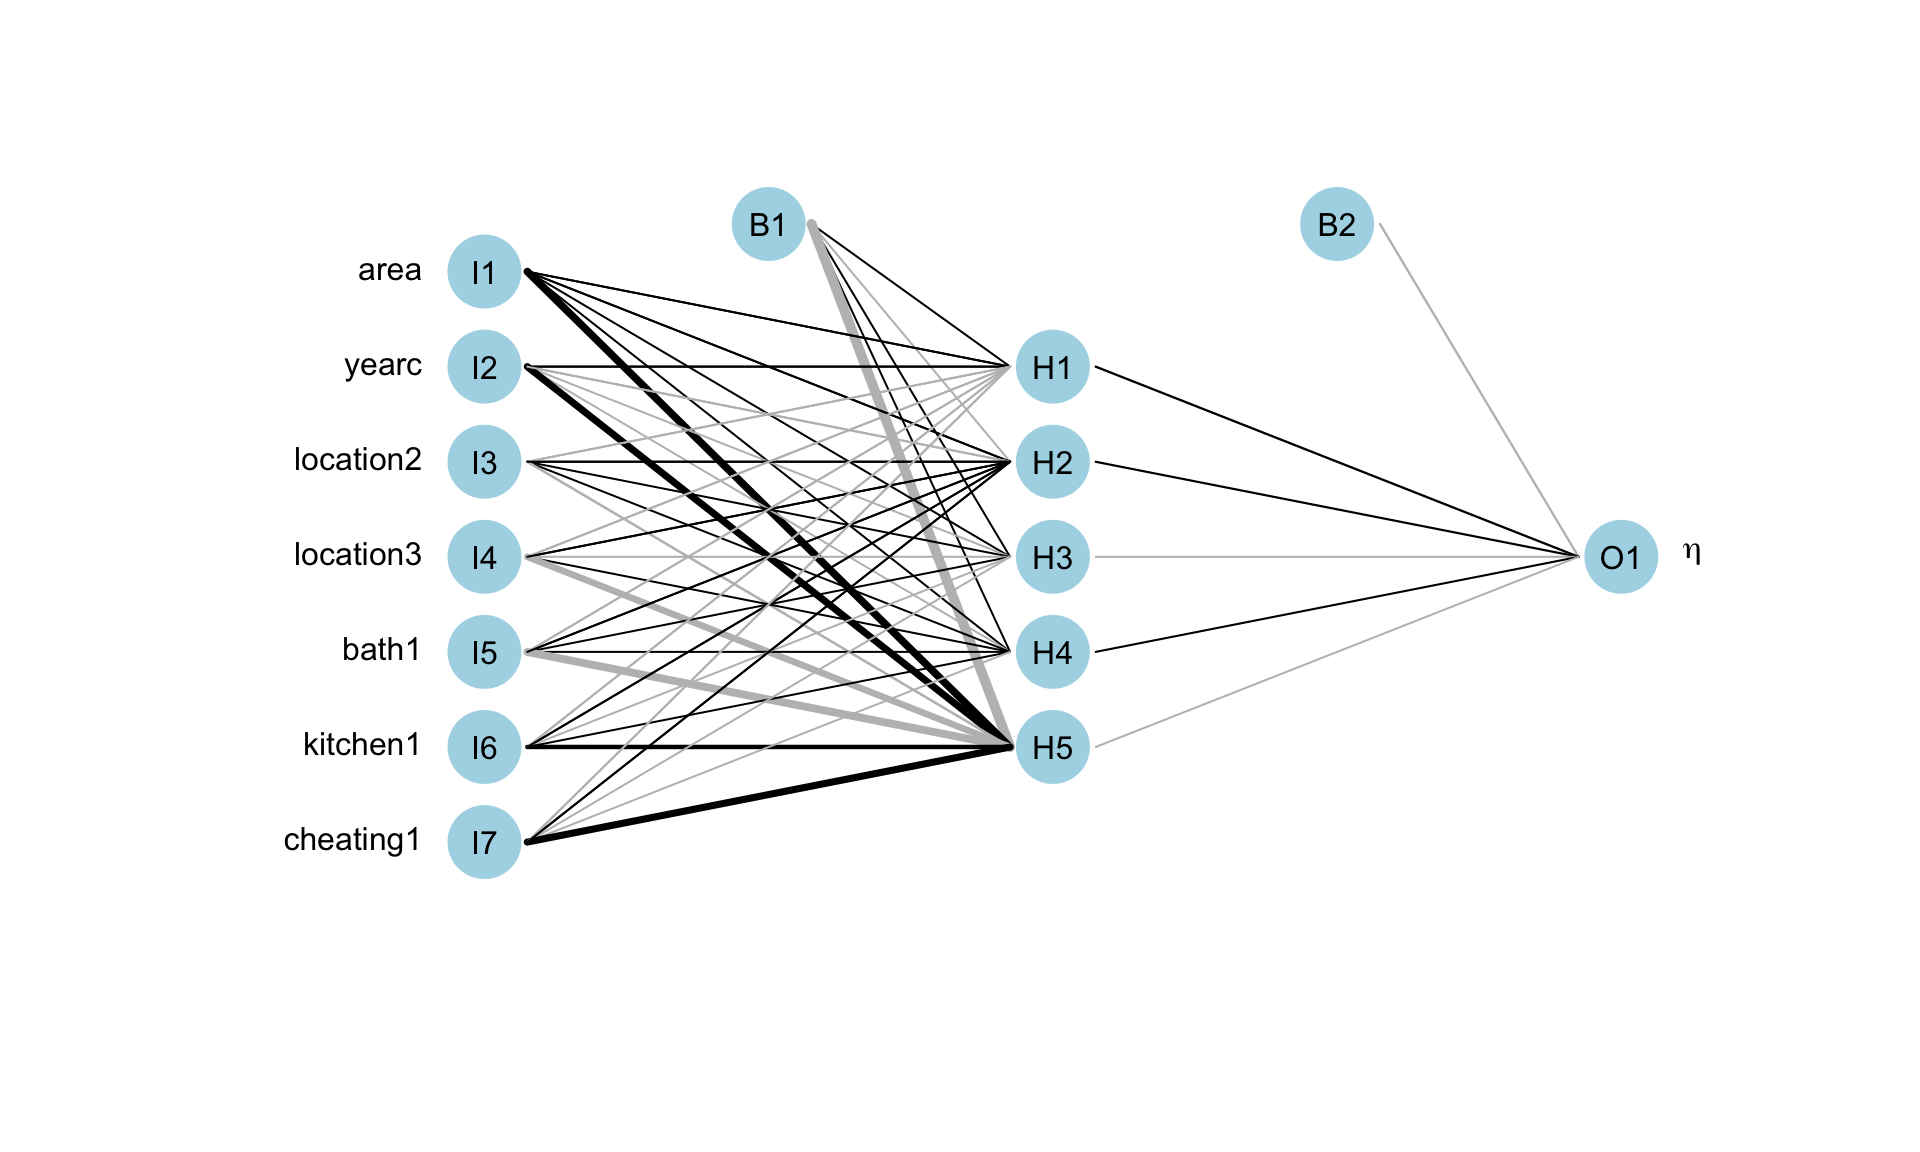 B1
B2
area I1
yearc I2 H1
location2 I3 H2
location3 I4 H3 O1 η
bath1 I5 H4
kitchen1 I6 H5
cheating1 I7